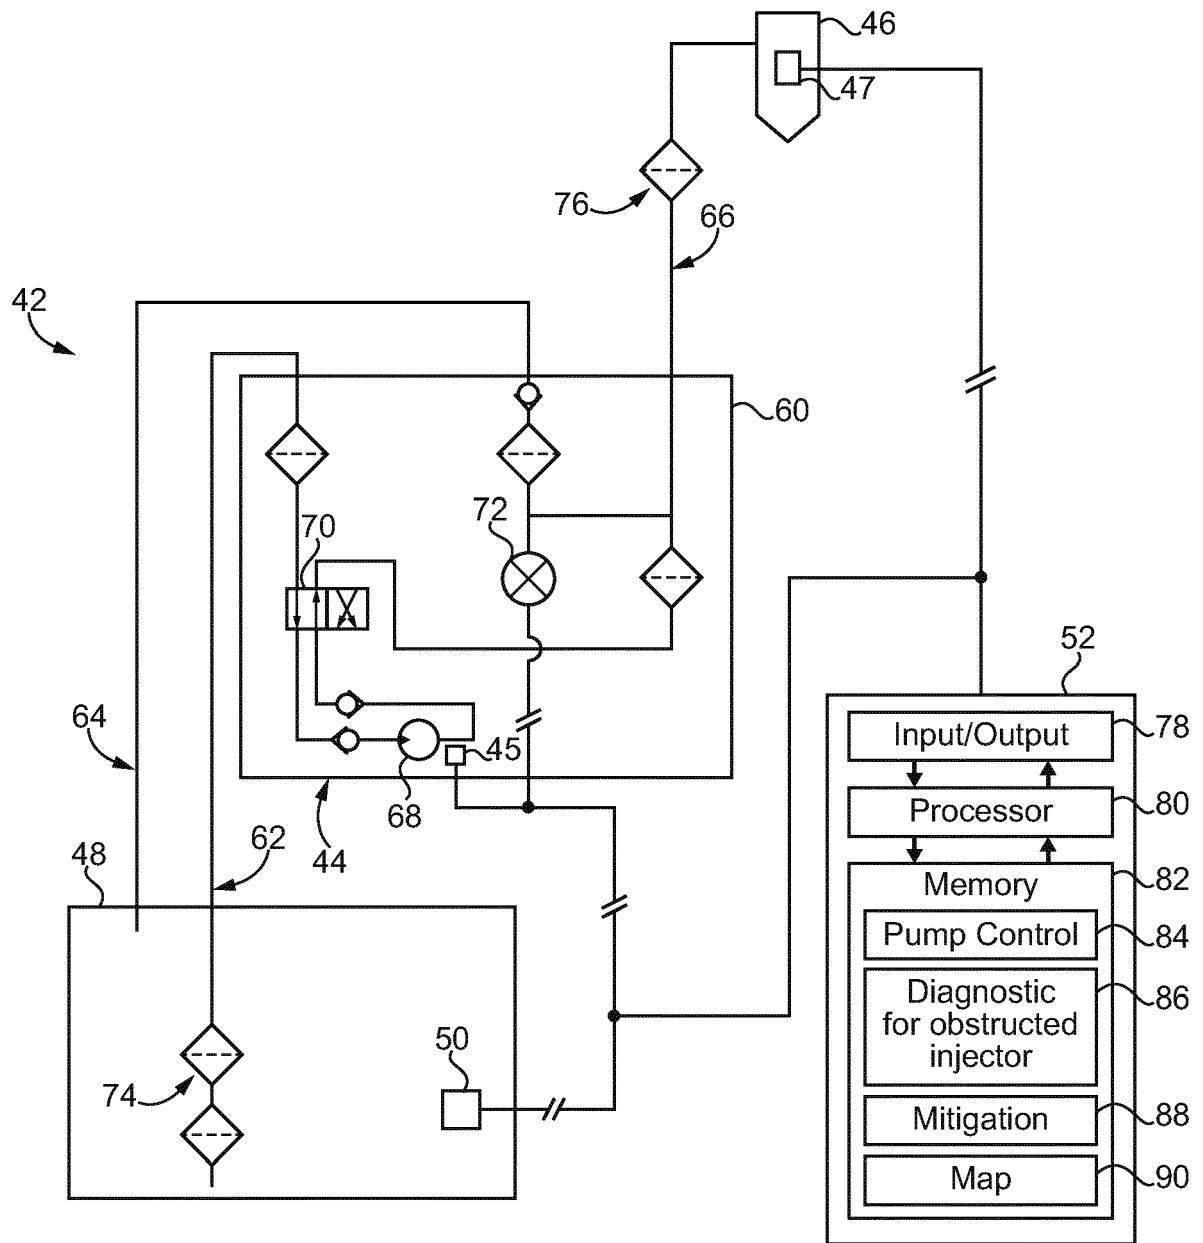 46
47
76
66
42
60
72
70
52
Input/Output
78
64
45
Processor
80
68
62
44
48
Memory
82
Pump Control
84
Diagnostic
for obstructed
injector
86
50
74
Mitigation
88
Map
90